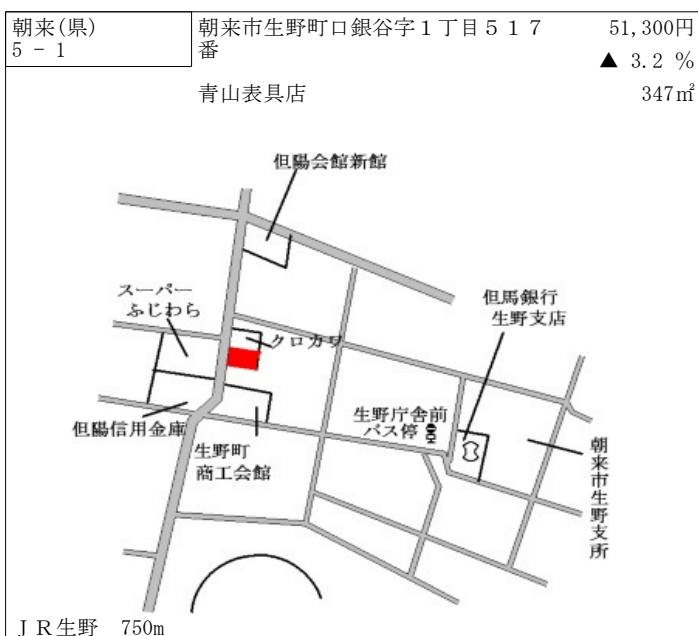 朝来(県)
5 - 1
朝来市生野町口銀谷字１丁目５１７
番
51,300円
▲ 3.2 %
青山表具店
347㎡
但陽会館新館
スーパー
ふじわら
クロカワ
但馬銀行
生野支店
但陽信用金庫
生野町
商工会館
生野庁舎前
バス停
朝来市生野支所
ＪＲ生野 750m